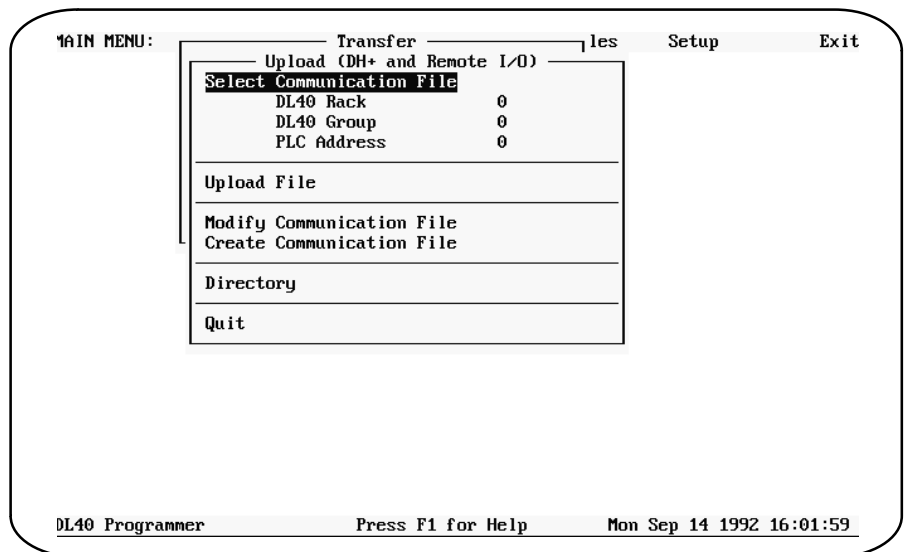 MAIN MENU: Transfer les Setup Exit
Upload (DH+ and Remote I/O)
Select Communication File
DL40 Rack 0
DL40 Group 0
PLC Address 0
Upload File
Modify Communication File
Create Communication File
Directory
Quit
DL40 Programmer Press F1 for Help Mon Sep 14 1992 16:01:59